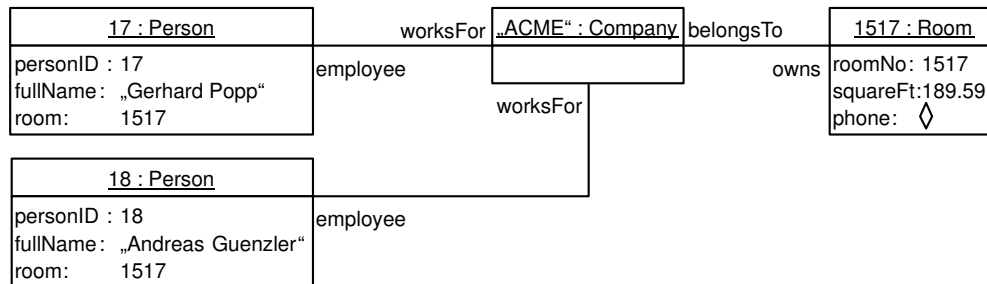 17 : Person
personID : 17
fullName: „Gerhard Popp“
room: 1517
worksFor
employee
„ACME“ : Company
worksFor
belongsTo
owns
1517 : Room
roomNo: 1517
squareFt:189.59
phone: ◊
18 : Person
personID : 18
fullName: „Andreas Guenzler“
room: 1517
employee